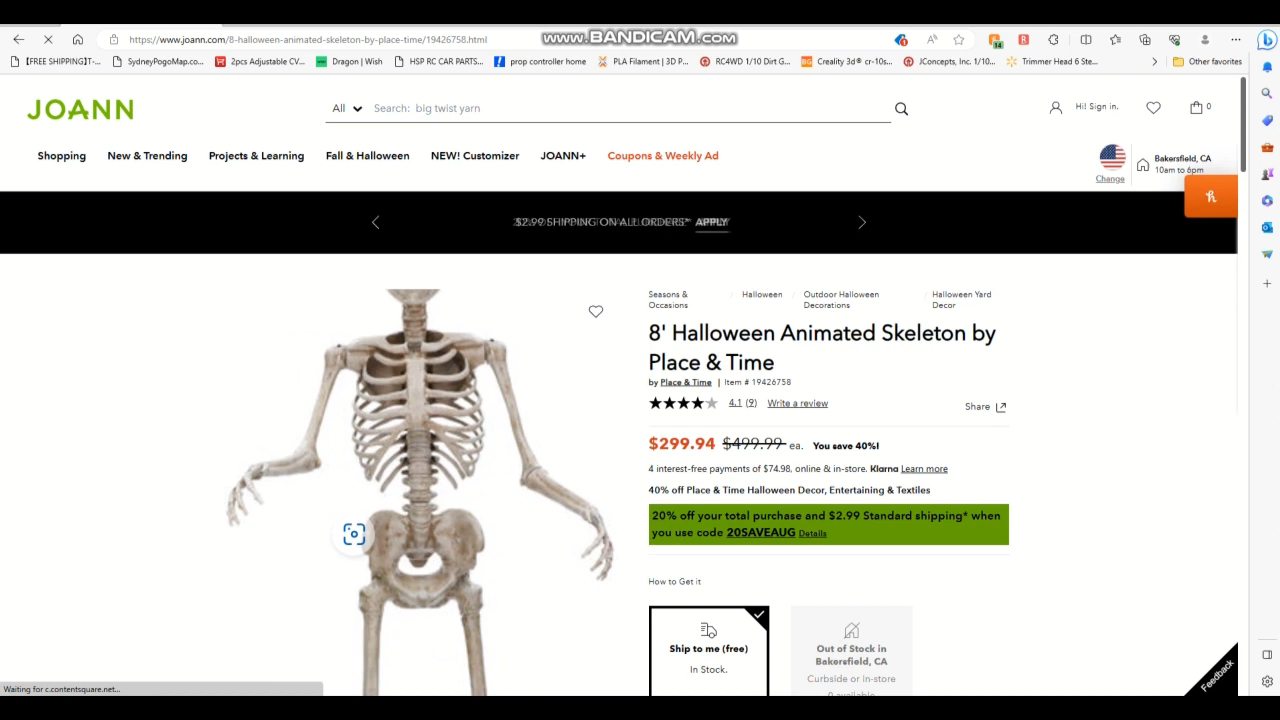 https://www.joann.com/8-halloween-animated-skeleton-by-place-time/19426758.html
www.BANDICAM.com
14
[FREE SHIPPING]T-...
SydneyPogoMap.co...
2pcs Adjustable CV...
Dragon | Wish
HSP RC CAR PARTS...
prop controller home
PLA Filament | 3D P...
RC4WD 1/10 Dirt G...
Creality 3d® cr-10s...
JConcepts, Inc. 1/10...
Trimmer Head 6 Ste...
Other favorites
JOANN
All
Search: big twist yarn
Hi! Sign in.
0
Shopping
New & Trending
Projects & Learning
Fall & Halloween
NEW! Customizer
JOANN+
Coupons & Weekly Ad
Change
Bakersfield, CA
10am to 6pm
$2.99 SHIPPING ON ALL ORDERS* APPLY
Seasons &
Occasions
Halloween
Outdoor Halloween
Decorations
Halloween Yard
Decor
8' Halloween Animated Skeleton by
Place & Time
by Place & Time | Item # 19426758
4.1 (9) Write a review
Share
$299.94 $499.99 ea. You save 40%!
4 interest-free payments of $74.98, online & in-store. Klarna Learn more
40% off Place & Time Halloween Decor, Entertaining & Textiles
20% off your total purchase and $2.99 Standard shipping* when
you use code 20SAVEAUG Details
How to Get it
Ship to me (free)
In Stock.
Out of Stock in
Bakersfield, CA
Curbside or in-store
0 available
Feedback
Waiting for c.contentsquare.net...